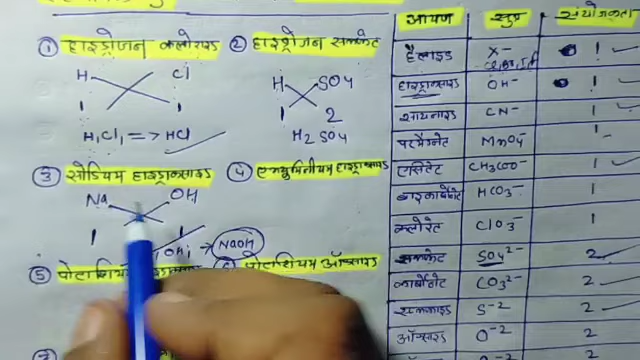 ① हाइड्रोजन क्लोराइड
H Cl
1 1
H₁Cl₁ => HCl
② हाइड्रोजन सल्फेट
H SO4
1 2
H2SO4
③ सोडियम हाइड्राक्साइड
Na OH
1 1
→ NaOH
④ एल्युमिनियम हाइड्राक्साइड
⑤ पोटाशियम
पोटाशियम ऑक्साइड
आयन सूत्र संयोजकता
हैलाइड X⁻ 1
हाइड्राक्साइड OH⁻ 1
सायनाइड CN⁻ 1
परमैंग्नेट MnO4⁻ 1
एसिटेट CH3COO⁻ 1
बाइकार्बोनेट HCO3⁻ 1
क्लोरेट ClO3⁻ 1
सल्फेट SO4²⁻ 2
कार्बोनेट CO3²⁻ 2
सल्फाइड S⁻² 2
ऑक्साइड O⁻² 2